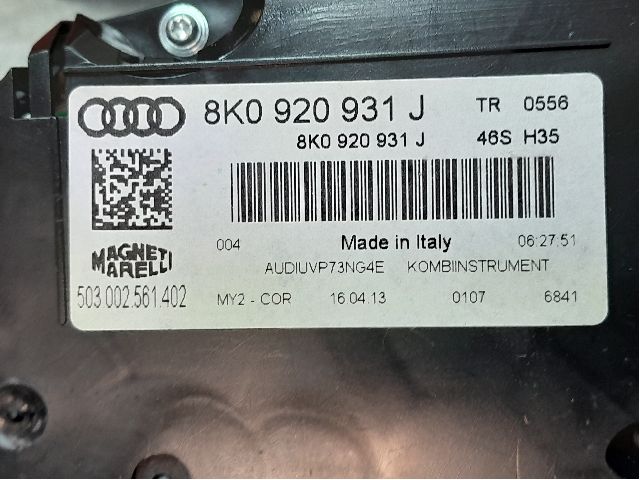 8K0 920 931 J TR 0556
8K0 920 931 J 46S H35
004 Made in Italy 06:27:51
MAGNETI
MARELLI
AUDIUVP73NG4E KOMBIINSTRUMENT
503.002.561.402 MY2 - COR 16.04.13 0107 6841